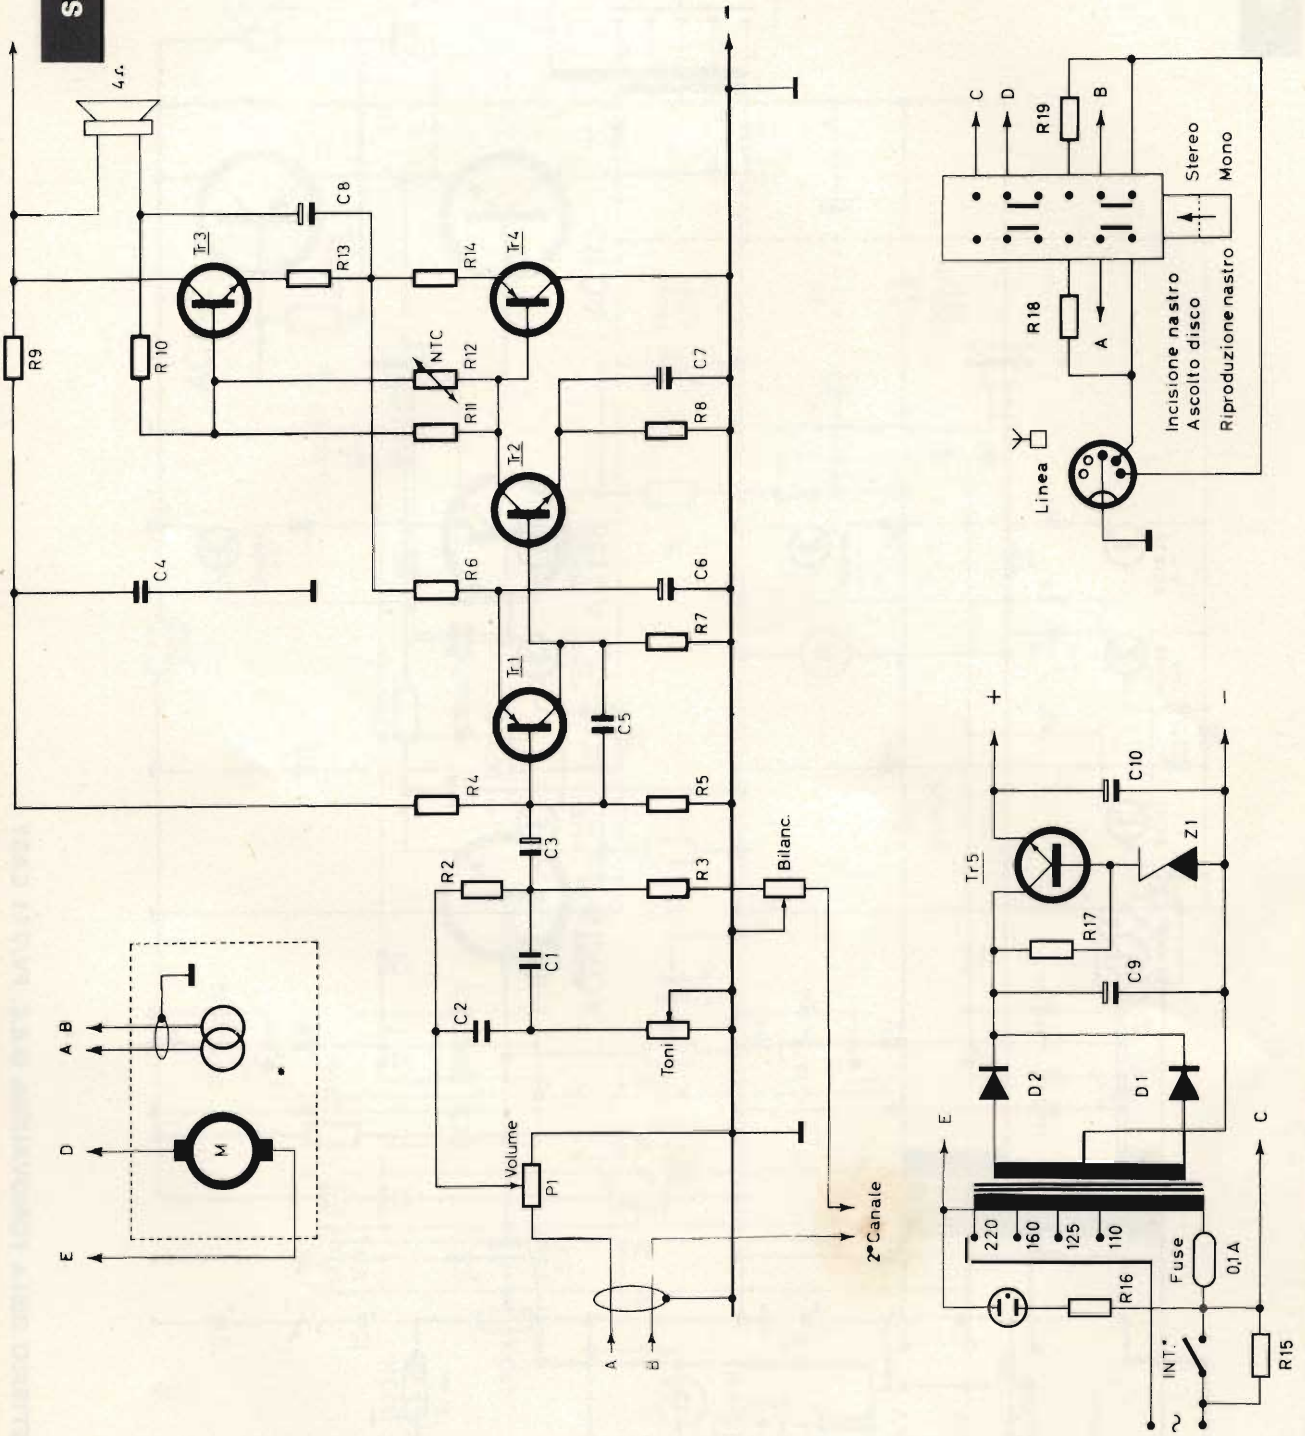 S
4 Ω
R9
R10
Tr3
C8
R13
R14
Tr4
NTC
R12
R11
C7
R8
Tr2
C4
R6
C6
R7
Tr1
C5
R4
R5
C3
R2
R3
Bilanc.
C1
C2
Toni
Volume
P1
A
B
2° Canale
A B
D
M
E
C
D
R19
B
Stereo
Mono
R18
A
Incisione nastro
Ascolto disco
Riproduzione nastro
Linea
+
-
Tr5
C10
Z1
R17
C9
D2
D1
E
C
220
160
125
110
Fuse
0,1A
R16
INT.
R15
~
-